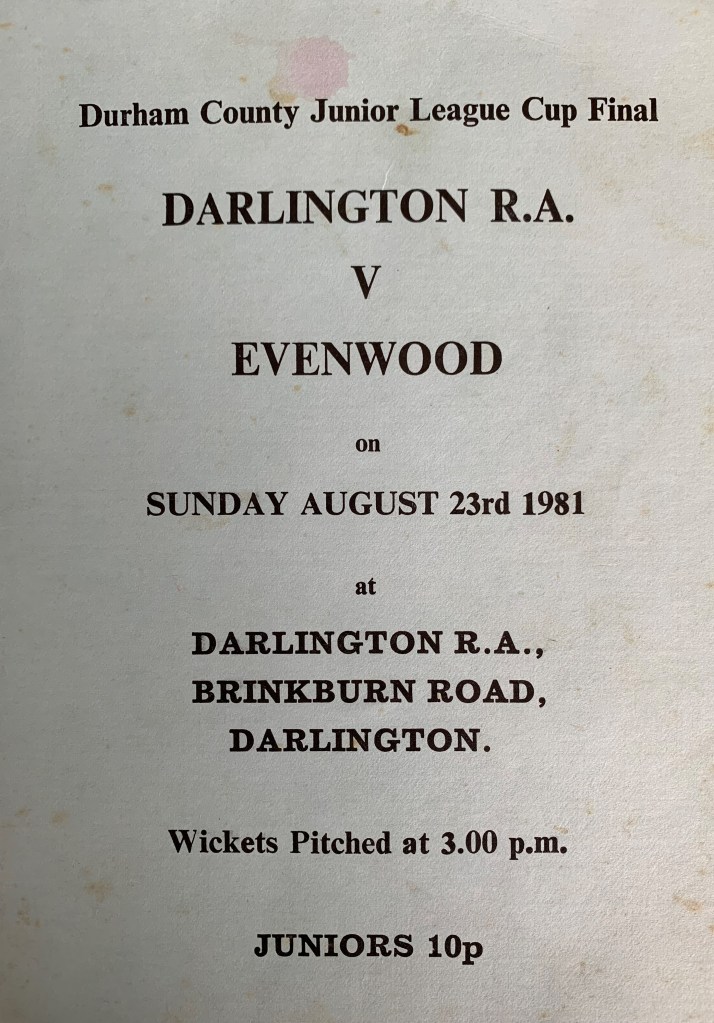 Durham County Junior League Cup Final
DARLINGTON R.A.
V
EVENWOOD
on
SUNDAY AUGUST 23rd 1981
at
DARLINGTON R.A.,
BRINKBURN ROAD,
DARLINGTON.
Wickets Pitched at 3.00 p.m.
JUNIORS 10p